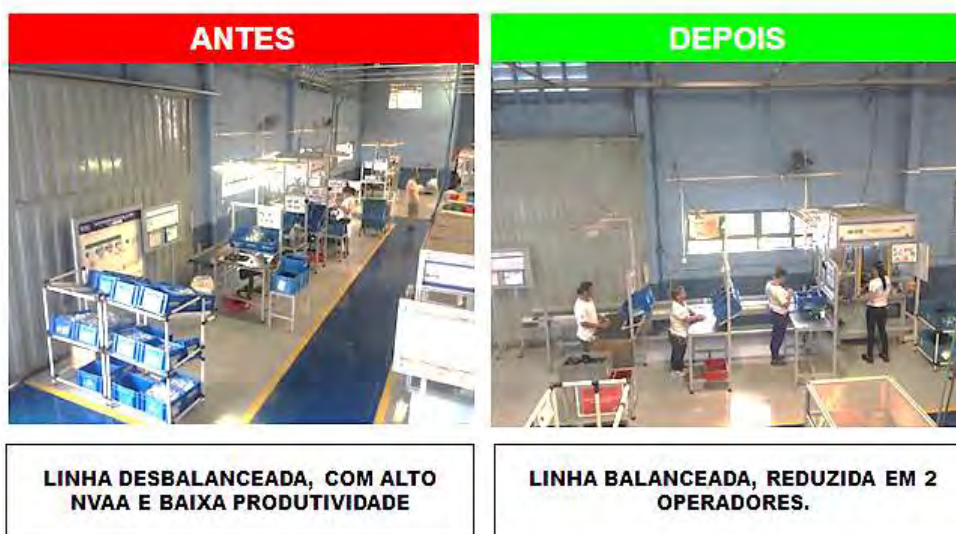 ANTES
DEPOIS
LINHA DESBALANCEADA, COM ALTO
NVAA E BAIXA PRODUTIVIDADE
LINHA BALANCEADA, REDUZIDA EM 2
OPERADORES.